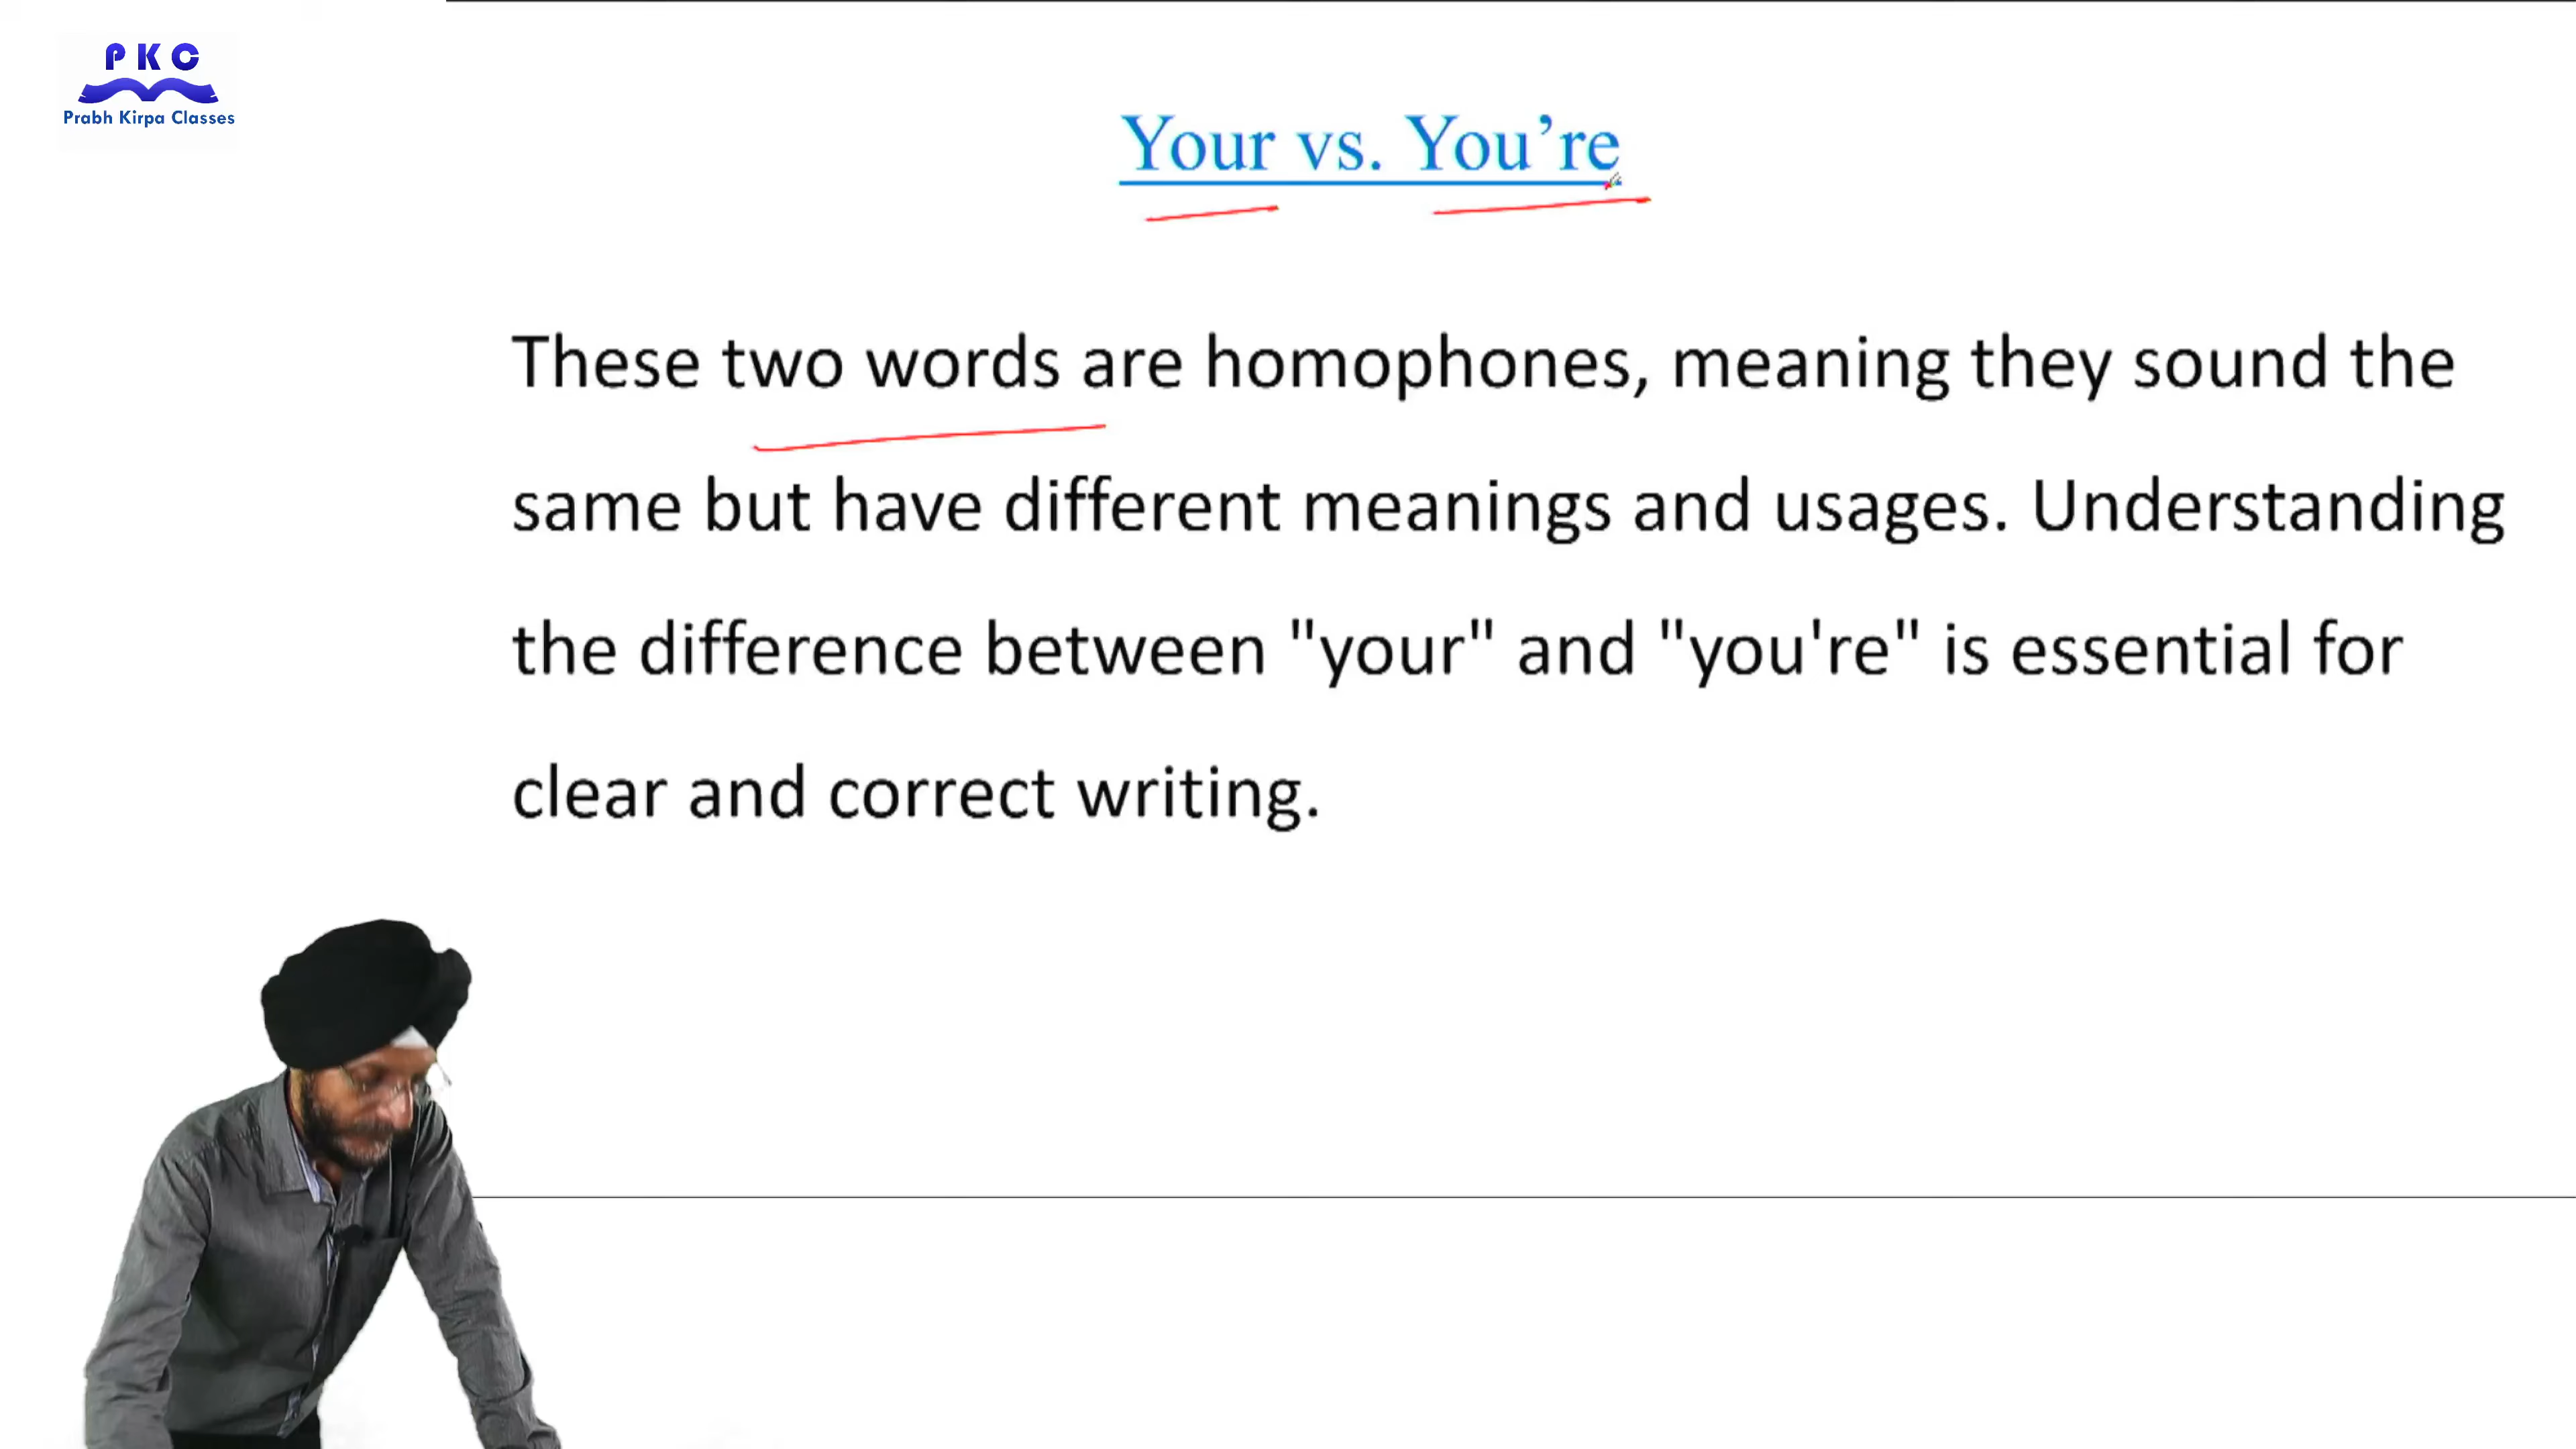 PKC
Prabh Kirpa Classes
Your vs. You’re
These two words are homophones, meaning they sound the
same but have different meanings and usages. Understanding
the difference between "your" and "you're" is essential for
clear and correct writing.